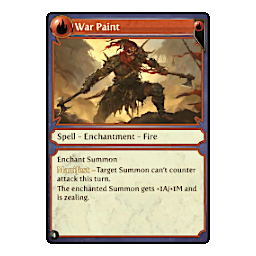 War Paint
Spell - Enchantment - Fire
Enchant Summon
Manifest - Target Summon can't counter
attack this turn.
The enchanted Summon gets +1A/+1M and
is zealing.